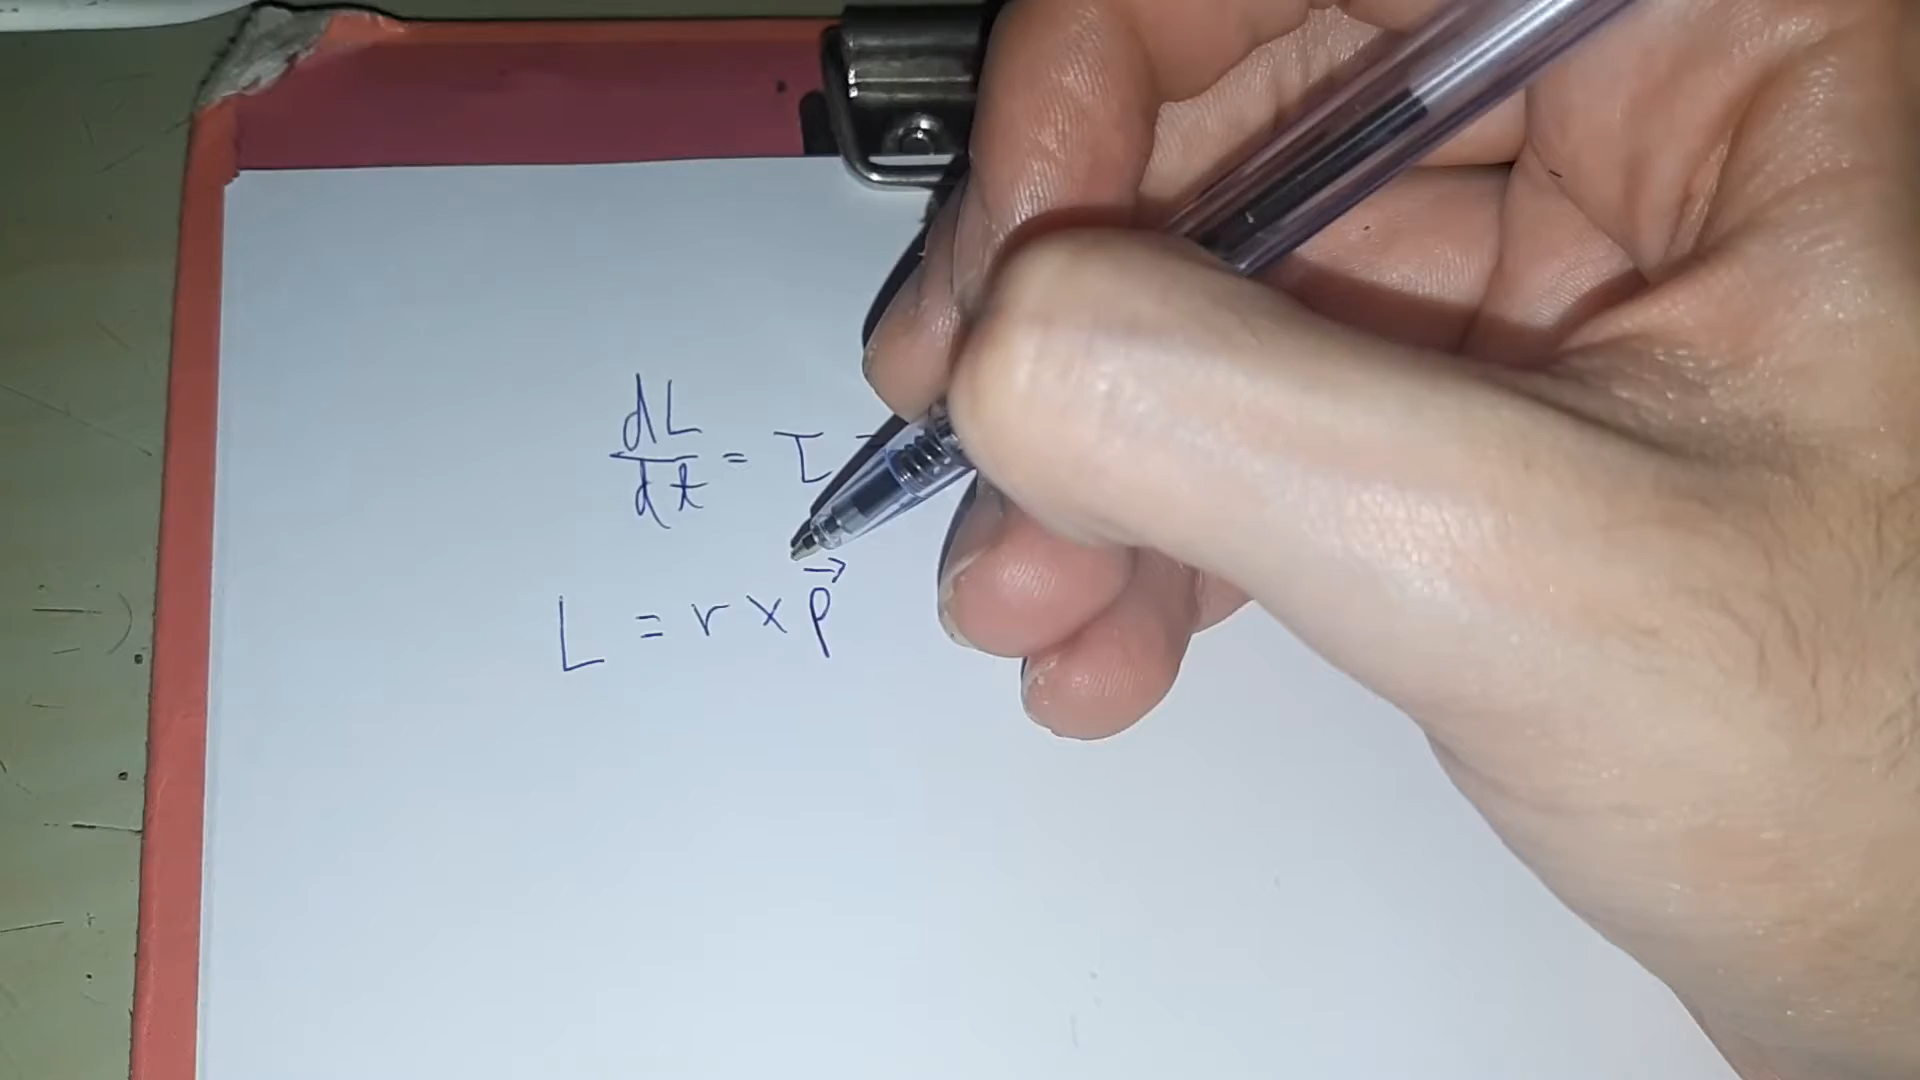 dL/dt = τ
L = r × p⃗